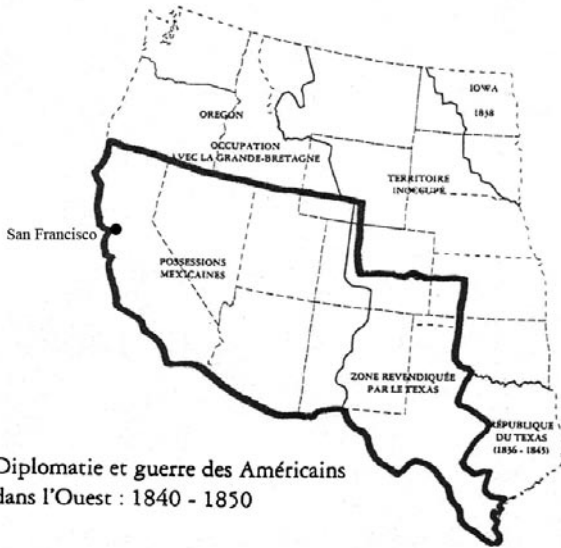 IOWA
1838
OREGON
OCCUPATION
AVEC LA GRANDE-BRETAGNE
TERRITOIRE
INOCCUPÉ
San Francisco
POSSESSIONS
MEXICAINES
ZONE REVENDIQUÉE
PAR LE TEXAS
RÉPUBLIQUE
DU TEXAS
(1836 - 1845)
Diplomatie et guerre des Américains
dans l'Ouest : 1840 - 1850